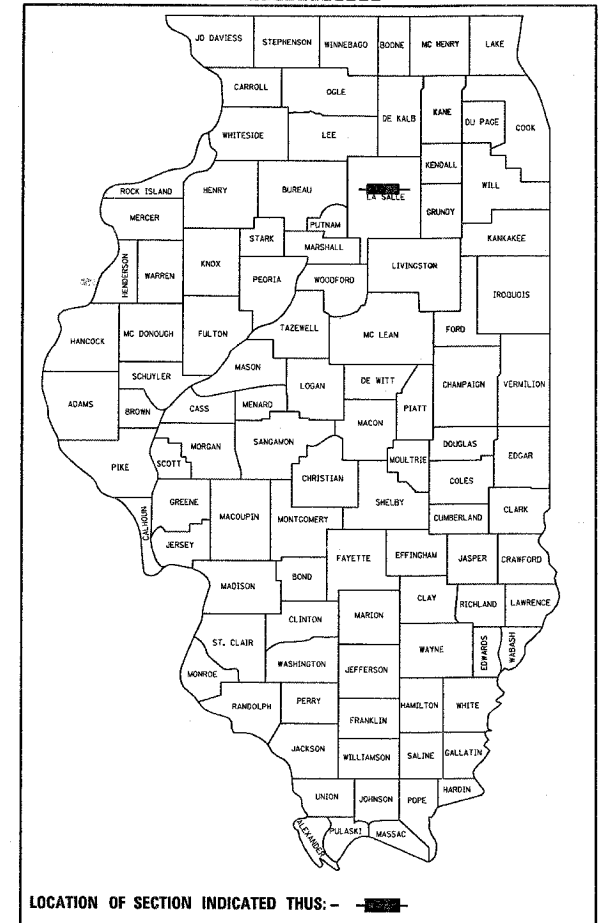 JO DAVIESS STEPHENSON WINNEBAGO BOONE MC HENRY LAKE
CARROLL OGLE DE KALB KANE DU PAGE COOK
WHITESIDE LEE KENDALL WILL
ROCK ISLAND HENRY BUREAU LA SALLE GRUNDY
MERCER PUTNAM KANKAKEE
STARK MARSHALL
HENDERSON WARREN KNOX PEORIA WOODFORD LIVINGSTON IROQUOIS
HANCOCK MC DONOUGH FULTON TAZEWELL MC LEAN FORD
SCHUYLER MASON LOGAN DE WITT CHAMPAIGN VERMILION
ADAMS BROWN CASS MENARD MACON PIATT
PIKE SCOTT MORGAN SANGAMON CHRISTIAN MOULTRIE DOUGLAS EDGAR
COLES
CALHOUN GREENE MACOUPIN MONTGOMERY SHELBY CUMBERLAND CLARK
JERSEY FAYETTE EFFINGHAM JASPER CRAWFORD
MADISON BOND CLAY RICHLAND LAWRENCE
CLINTON MARION
ST. CLAIR WAYNE EDWARDS WABASH
MONROE WASHINGTON JEFFERSON
RANDOLPH PERRY HAMILTON WHITE
FRANKLIN
JACKSON WILLIAMSON SALINE GALLATIN
UNION JOHNSON POPE HARDIN
ALEXANDER PULASKI MASSAC
LOCATION OF SECTION INDICATED THUS: -